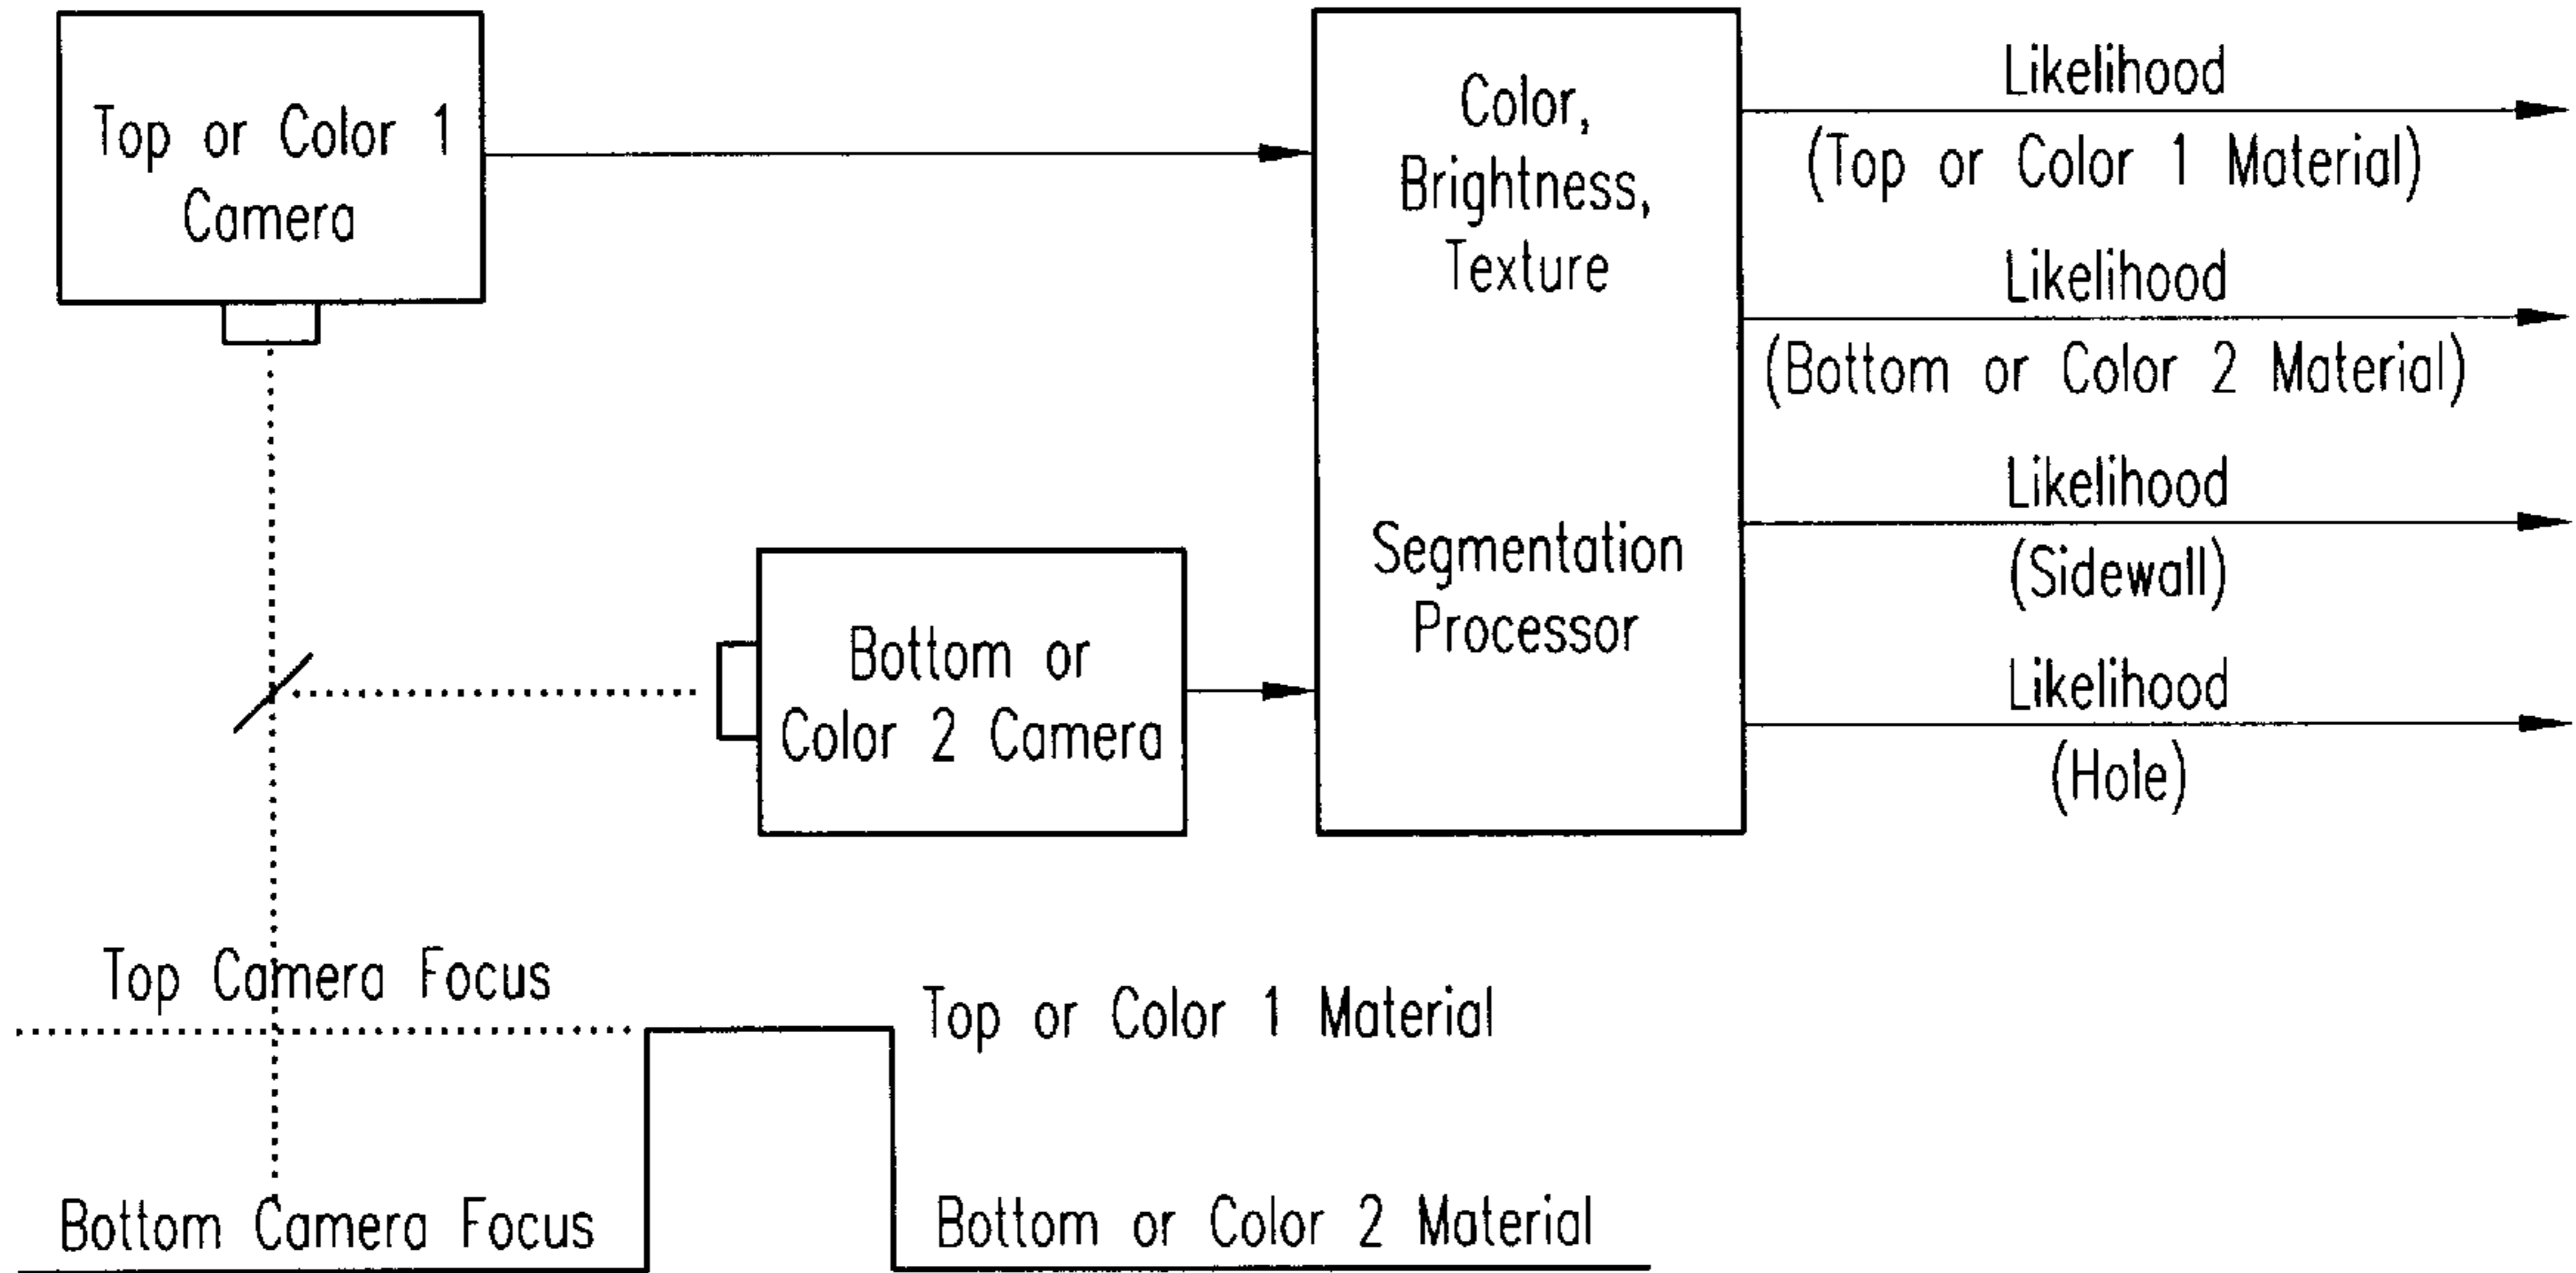 Top or Color 1
Camera
Color,
Brightness,
Texture
Segmentation
Processor
Likelihood
(Top or Color 1 Material)
Likelihood
(Bottom or Color 2 Material)
Likelihood
(Sidewall)
Likelihood
(Hole)
Bottom or
Color 2 Camera
Top Camera Focus
Top or Color 1 Material
Bottom Camera Focus
Bottom or Color 2 Material